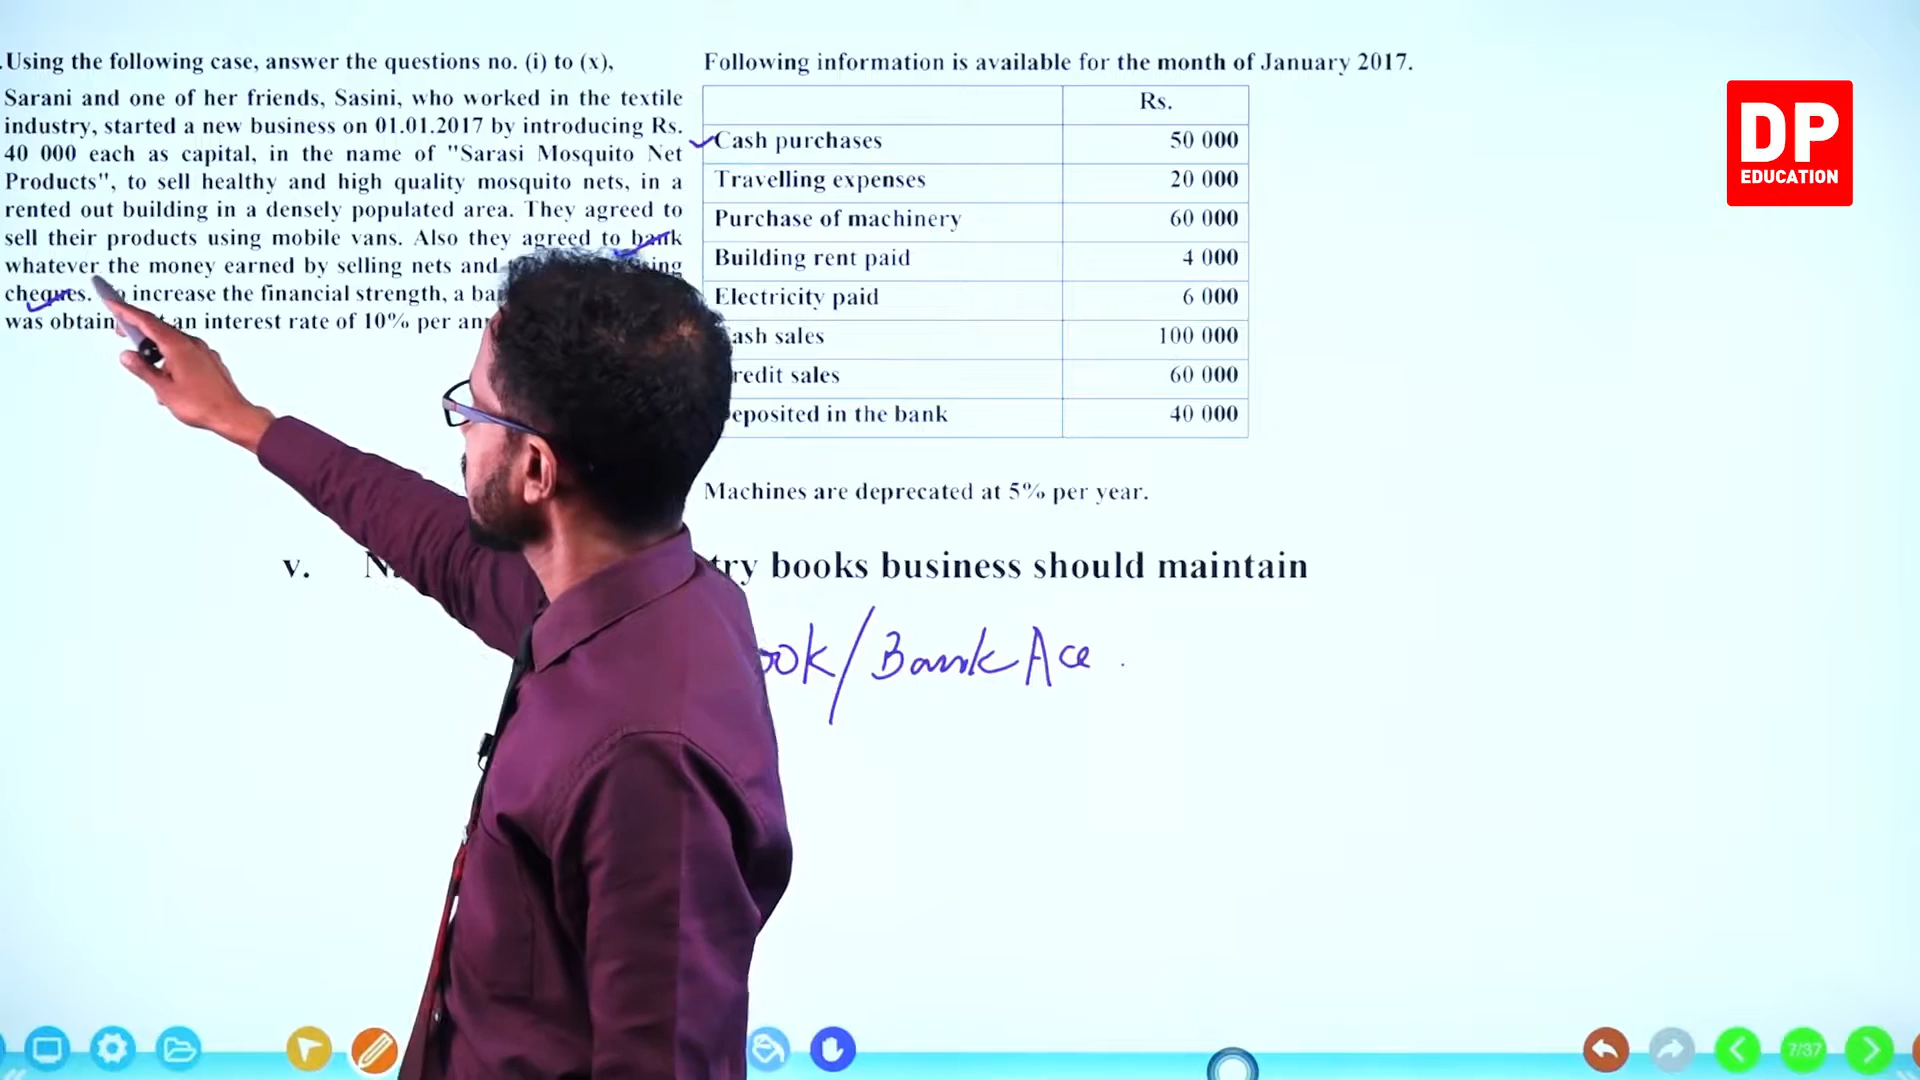 .Using the following case, answer the questions no. (i) to (x),
Sarani and one of her friends, Sasini, who worked in the textile
industry, started a new business on 01.01.2017 by introducing Rs.
40 000 each as capital, in the name of "Sarasi Mosquito Net
Products", to sell healthy and high quality mosquito nets, in a
rented out building in a densely populated area. They agreed to
sell their products using mobile vans. Also they agreed to bank
whatever the money earned by selling nets and
cheques. increase the financial strength, a
was an interest rate of 10% per
Following information is available for the month of January 2017.
Rs.
Cash purchases 50 000
Travelling expenses 20 000
Purchase of machinery 60 000
Building rent paid 4 000
Electricity paid 6 000
sales 100 000
sales 60 000
in the bank 40 000
Machines are deprecated at 5% per year.
v. books business should maintain
/Bank Acc
DP
EDUCATION
7/37